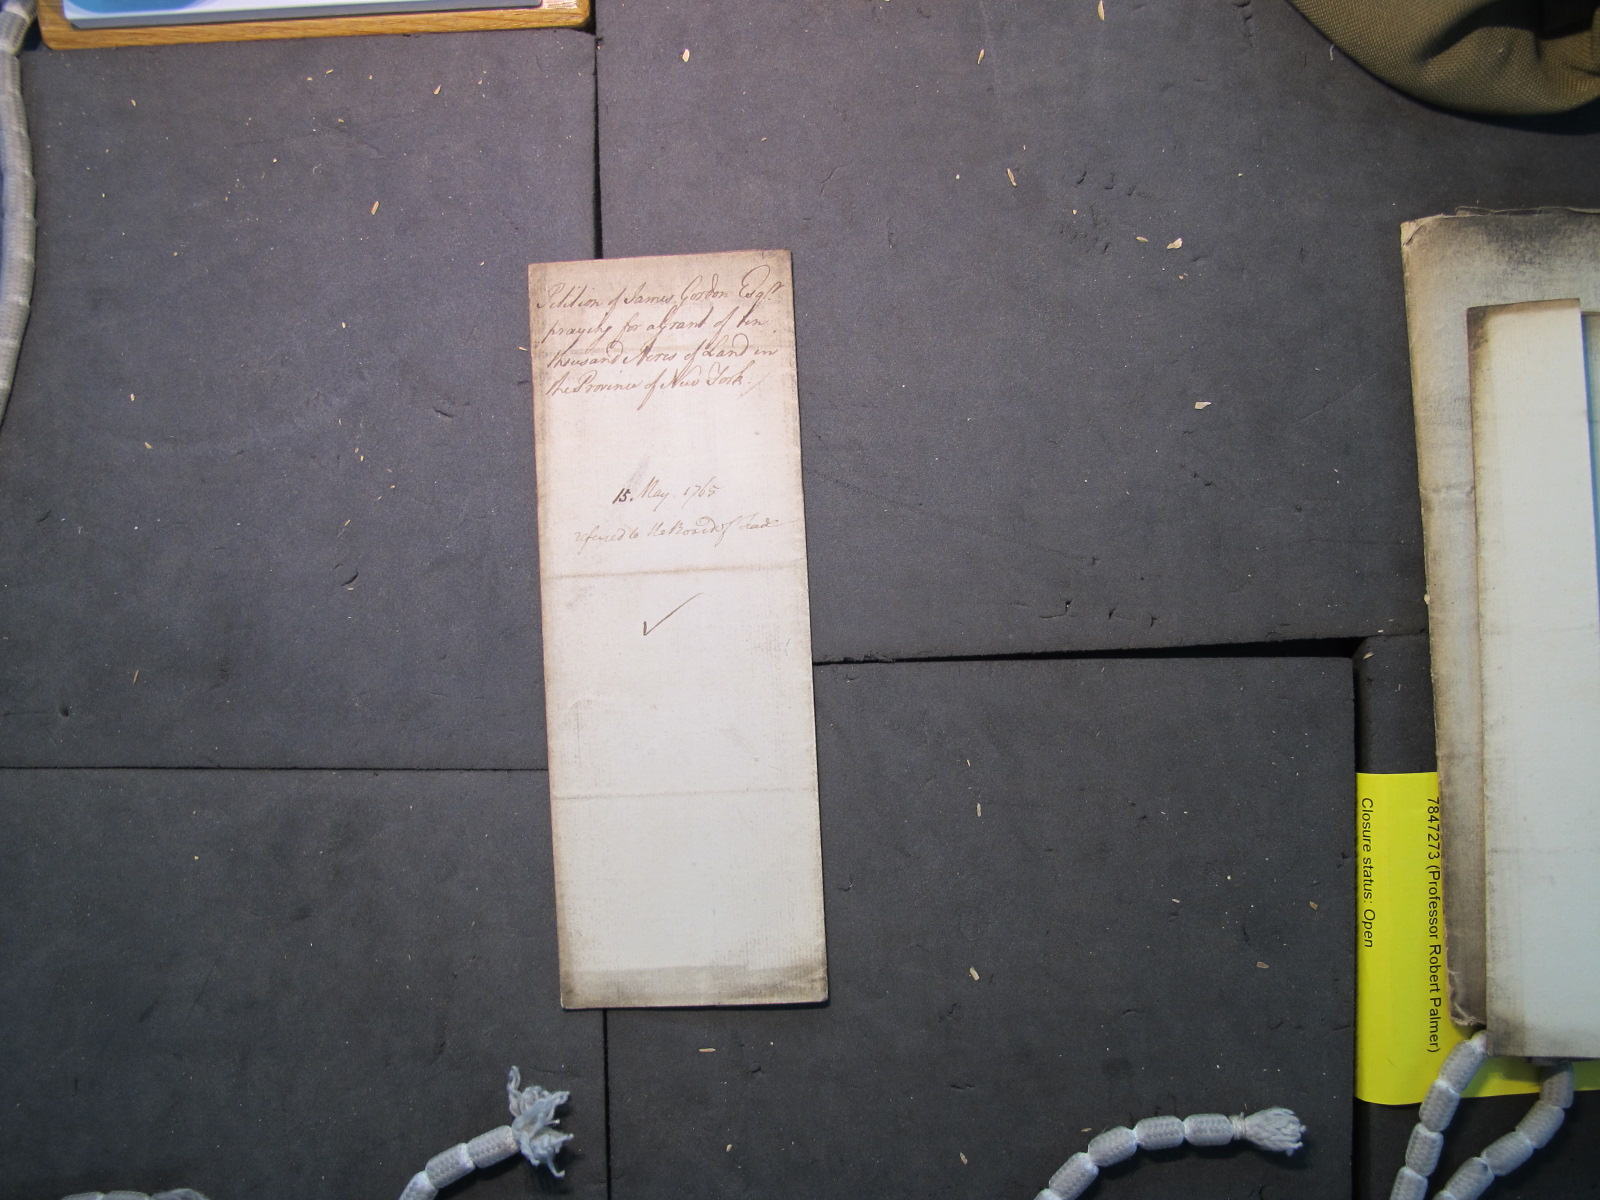 Petition of James Gordon Esqr.
praying for a Grant of ten
thousand Acres of Land in
the Province of New York.
15. May. 1765
referred to the Board of Trade
7847273 (Professor Robert Palmer)
Closure status: Open